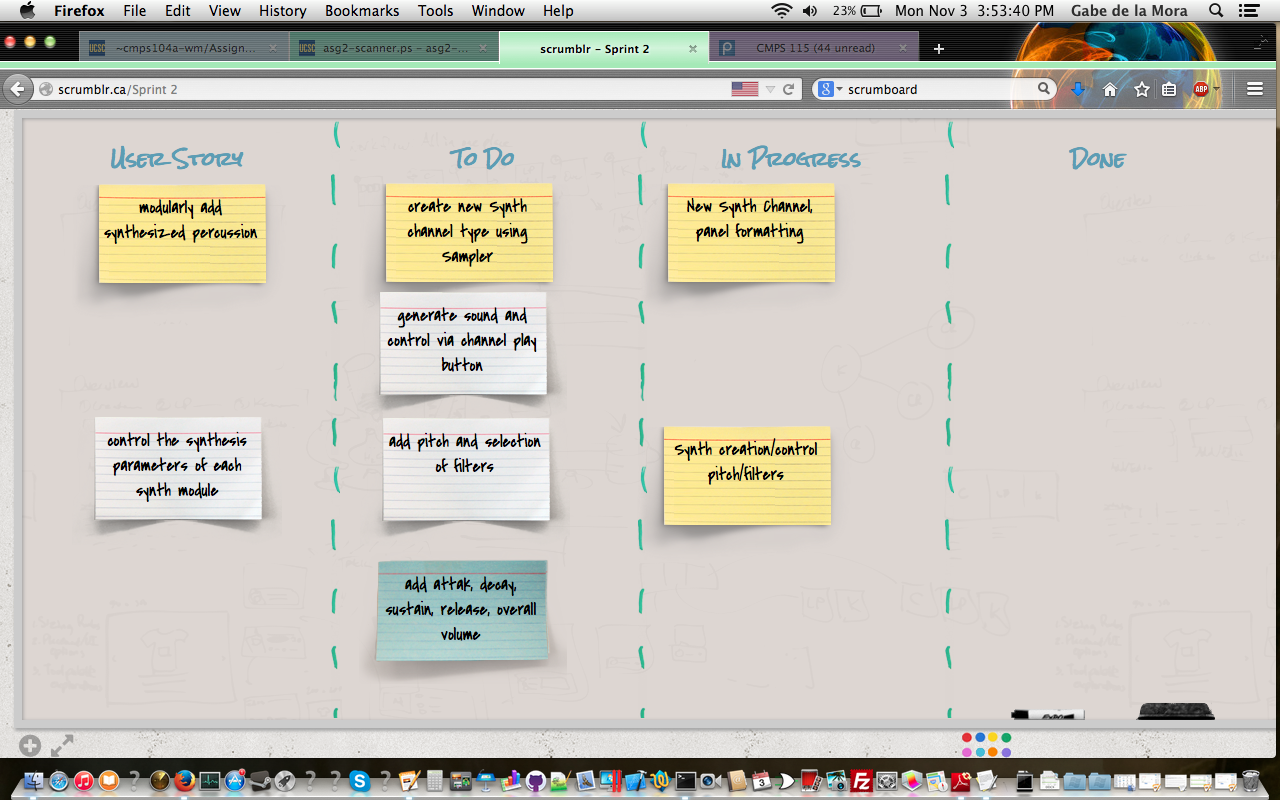 Firefox File Edit View History Bookmarks Tools Window Help 23% Mon Nov 3 3:53:40 PM Gabe de la Mora
UCSC ~cmps104a-wm/Assign... UCSC asg2-scanner.ps - asg2-... scrumblr - Sprint 2 CMPS 115 (44 unread)
scrumblr.ca/Sprint 2 scrumboard ABP
User Story
To Do
In Progress
Done
modularly add
synthesized percussion
create new Synth
channel type using
Sampler
New Synth Channel,
panel formatting
generate sound and
control via channel play
button
control the synthesis
parameters of each
synth module
add pitch and selection
of filters
Synth creation/control
pitch/filters
add attak, decay,
sustain, release, overall
volume